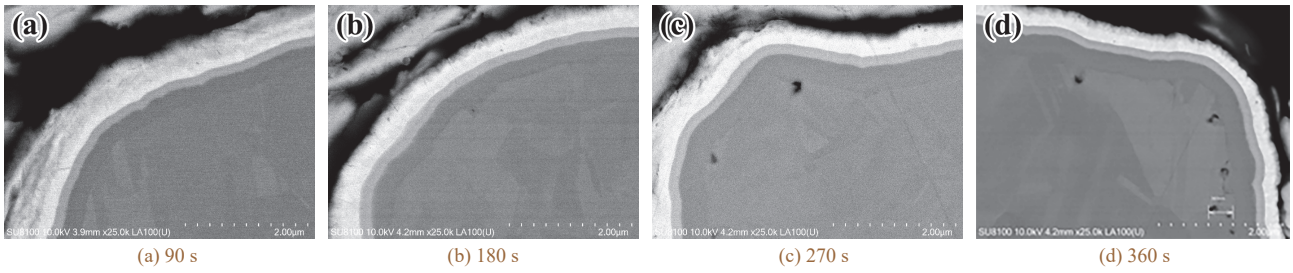 (a)
(b)
(c)
(d)
SU8100 10.0kV 3.9mm x25.0k LA100(U) 2.00μm
SU8100 10.0kV 4.2mm x25.0k LA100(U) 2.00μm
SU8100 10.0kV 4.2mm x25.0k LA100(U) 2.00μm
SU8100 10.0kV 4.2mm x25.0k LA100(U) 2.00μm
(a) 90 s
(b) 180 s
(c) 270 s
(d) 360 s